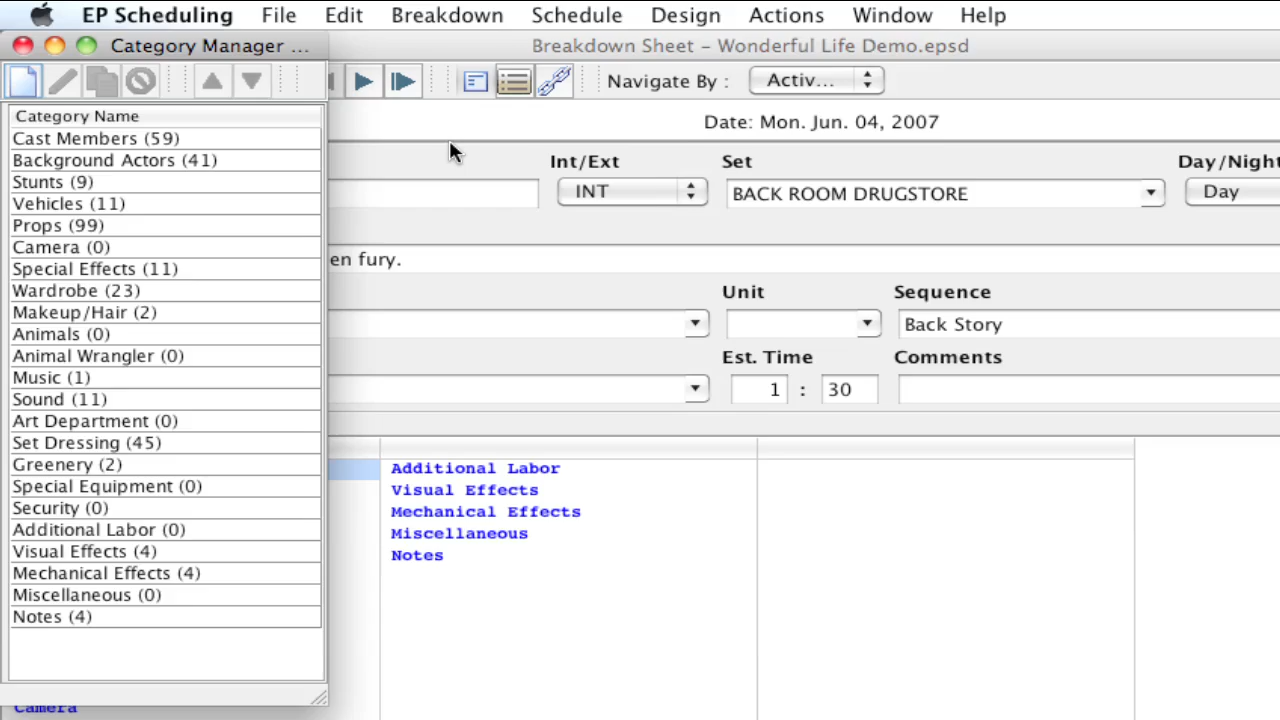 EP Scheduling File Edit Breakdown Schedule Design Actions Window Help
Category Manager ...
Breakdown Sheet – Wonderful Life Demo.epsd
Navigate By : Activ...
Category Name
Cast Members (59)
Background Actors (41)
Stunts (9)
Vehicles (11)
Props (99)
Camera (0)
Special Effects (11)
Wardrobe (23)
Makeup/Hair (2)
Animals (0)
Animal Wrangler (0)
Music (1)
Sound (11)
Art Department (0)
Set Dressing (45)
Greenery (2)
Special Equipment (0)
Security (0)
Additional Labor (0)
Visual Effects (4)
Mechanical Effects (4)
Miscellaneous (0)
Notes (4)
Date: Mon. Jun. 04, 2007
Int/Ext Set Day/Night
INT BACK ROOM DRUGSTORE Day
en fury.
Unit Sequence
Back Story
Est. Time Comments
1 : 30
Additional Labor
Visual Effects
Mechanical Effects
Miscellaneous
Notes
Camera